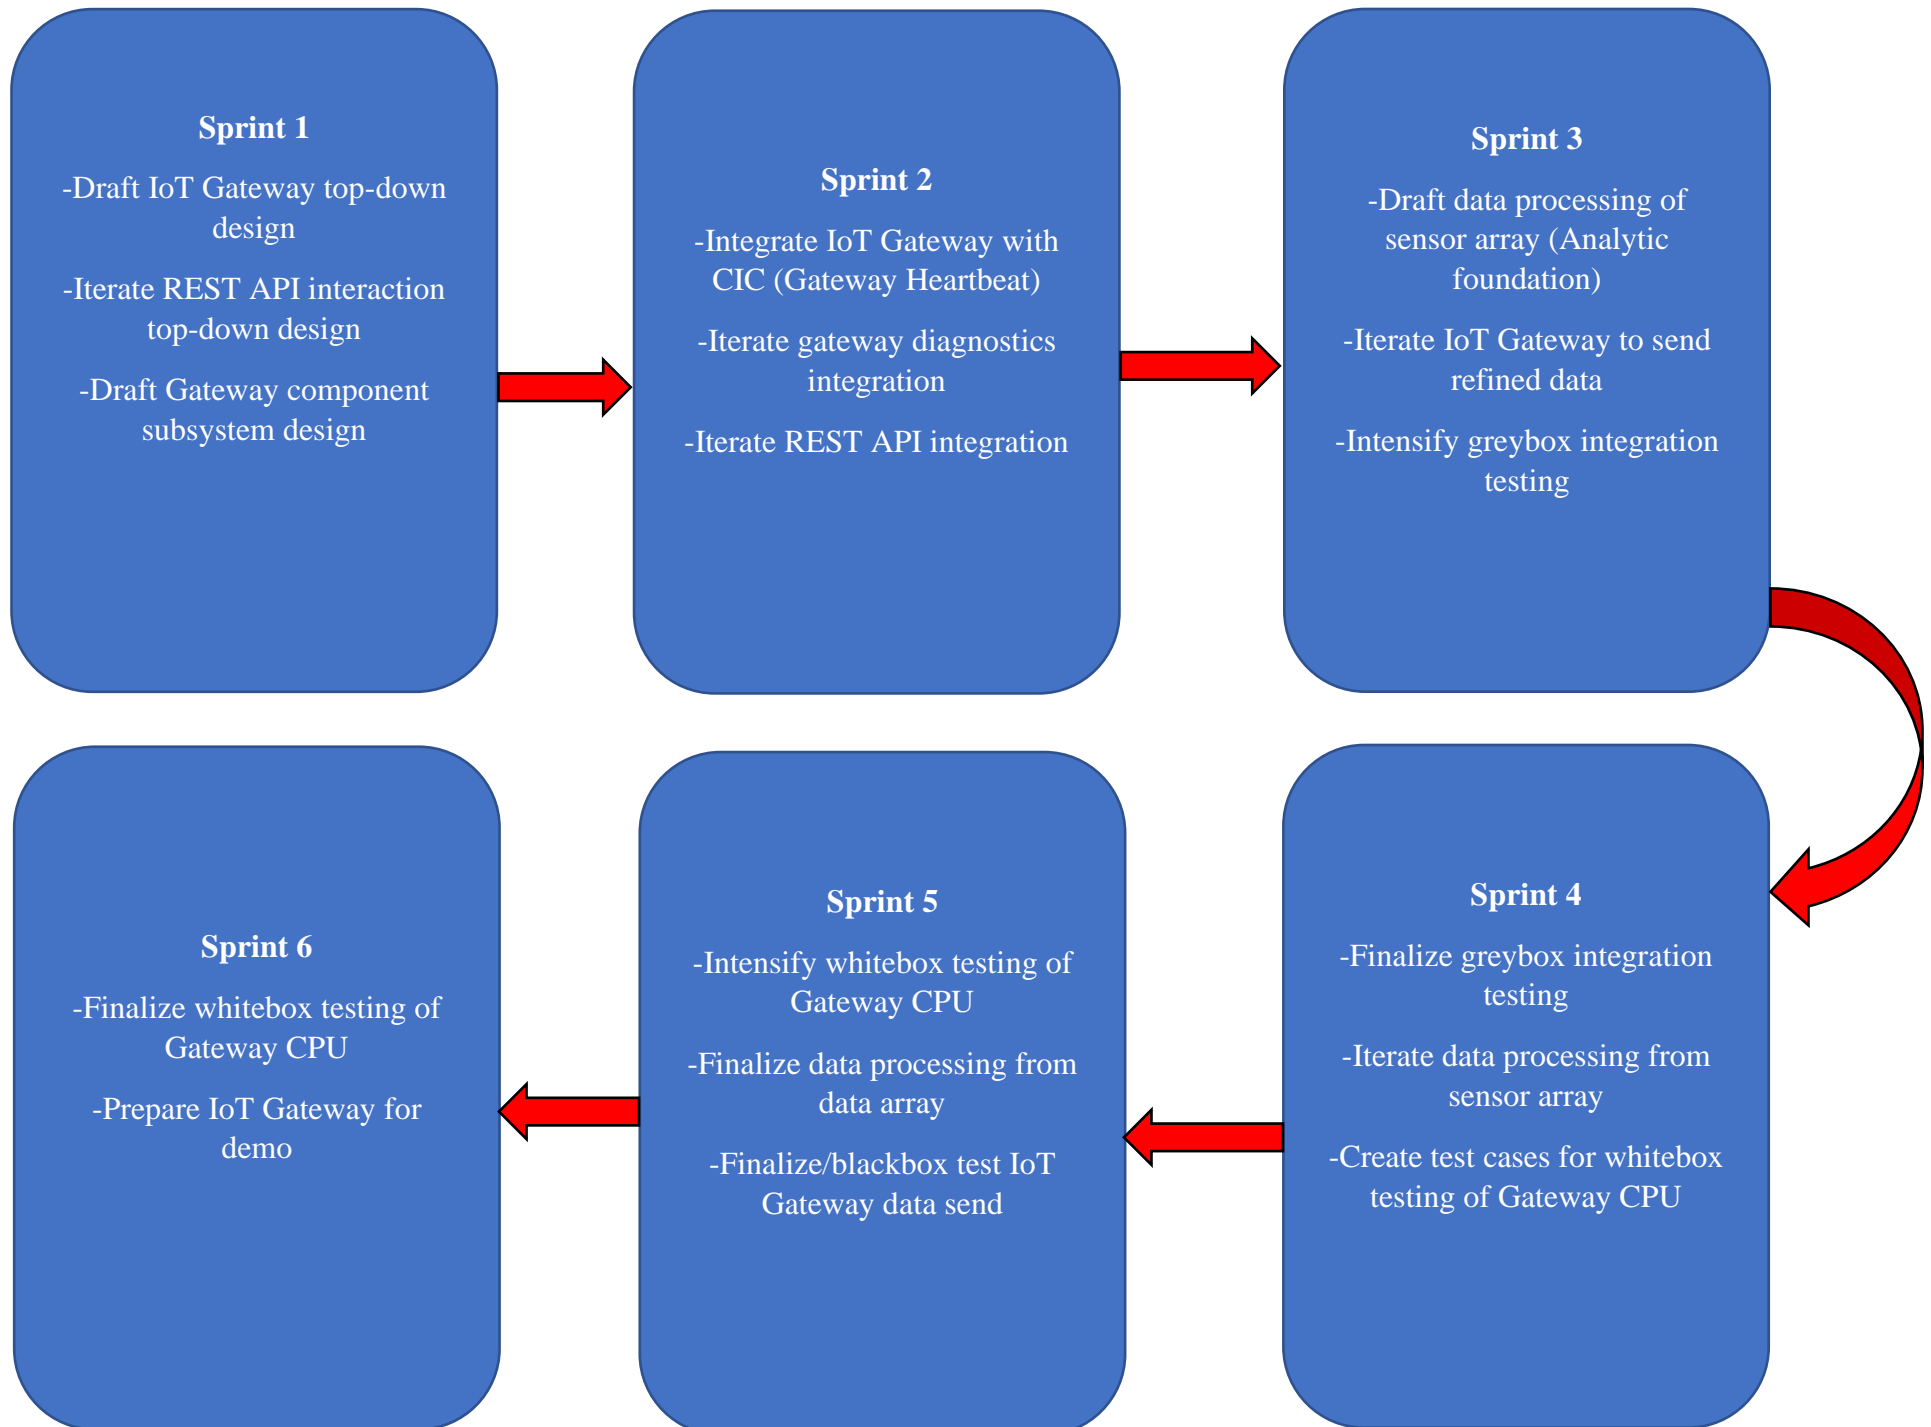 Sprint 1
-Draft IoT Gateway top-down
design
-Iterate REST API interaction
top-down design
-Draft Gateway component
subsystem design
Sprint 2
-Integrate IoT Gateway with
CIC (Gateway Heartbeat)
-Iterate gateway diagnostics
integration
-Iterate REST API integration
Sprint 3
-Draft data processing of
sensor array (Analytic
foundation)
-Iterate IoT Gateway to send
refined data
-Intensify greybox integration
testing
Sprint 4
-Finalize greybox integration
testing
-Iterate data processing from
sensor array
-Create test cases for whitebox
testing of Gateway CPU
Sprint 5
-Intensify whitebox testing of
Gateway CPU
-Finalize data processing from
data array
-Finalize/blackbox test IoT
Gateway data send
Sprint 6
-Finalize whitebox testing of
Gateway CPU
-Prepare IoT Gateway for
demo